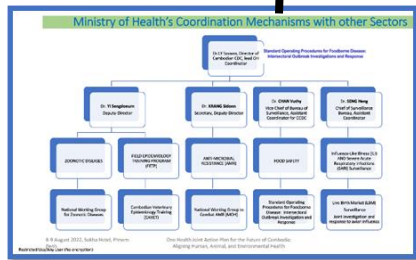 Ministry of Health's Coordination Mechanisms with other Sectors
Dr. LY Sovann, Director of
Cambodian CDC, lead OH
Coordinator
Standard Operating Procedures for Foodborne Disease:
Intersectoral Outbreak Investigations and
Response
Dr. YI Sengdoeurn
Deputy Director
Dr. KHANG Sidavn
Secretary, Deputy Director
Dr. CHAN Vuthy
Vice-Chief of Bureau of
Surveillance, Assistant
Coordinator for CCDC
Dr. SENG Heng
Chief of Surveillance
Bureau, Assistant
Coordinator
ZOONOTIC DISEASES
FIELD EPIDEMIOLOGY
TRAINING PROGRAM
(FETP)
ANTI-MICROBIAL
RESISTANCE (AMR)
FOOD SAFETY
Influenza-Like Illness (ILI)
AND Severe Acute
Respiratory Infections
(SARI) Surveillance
National Working Group
for Zoonotic Diseases
Cambodian Veterinary
Epidemiology Training
(CAVET)
National Working Group to
Combat AMR (MOH)
Standard Operating
Procedures for Foodborne
Disease: Intersectoral
Outbreak Investigations and
Response
Live Bird Market (LBM)
Surveillance
Joint investigation and
response to avian influenza
8-9 August 2022, Sokha Hotel, Phnom
One Health Joint Action Plan for the Future of Cambodia:
Aligning Human, Animal, and Environmental Health